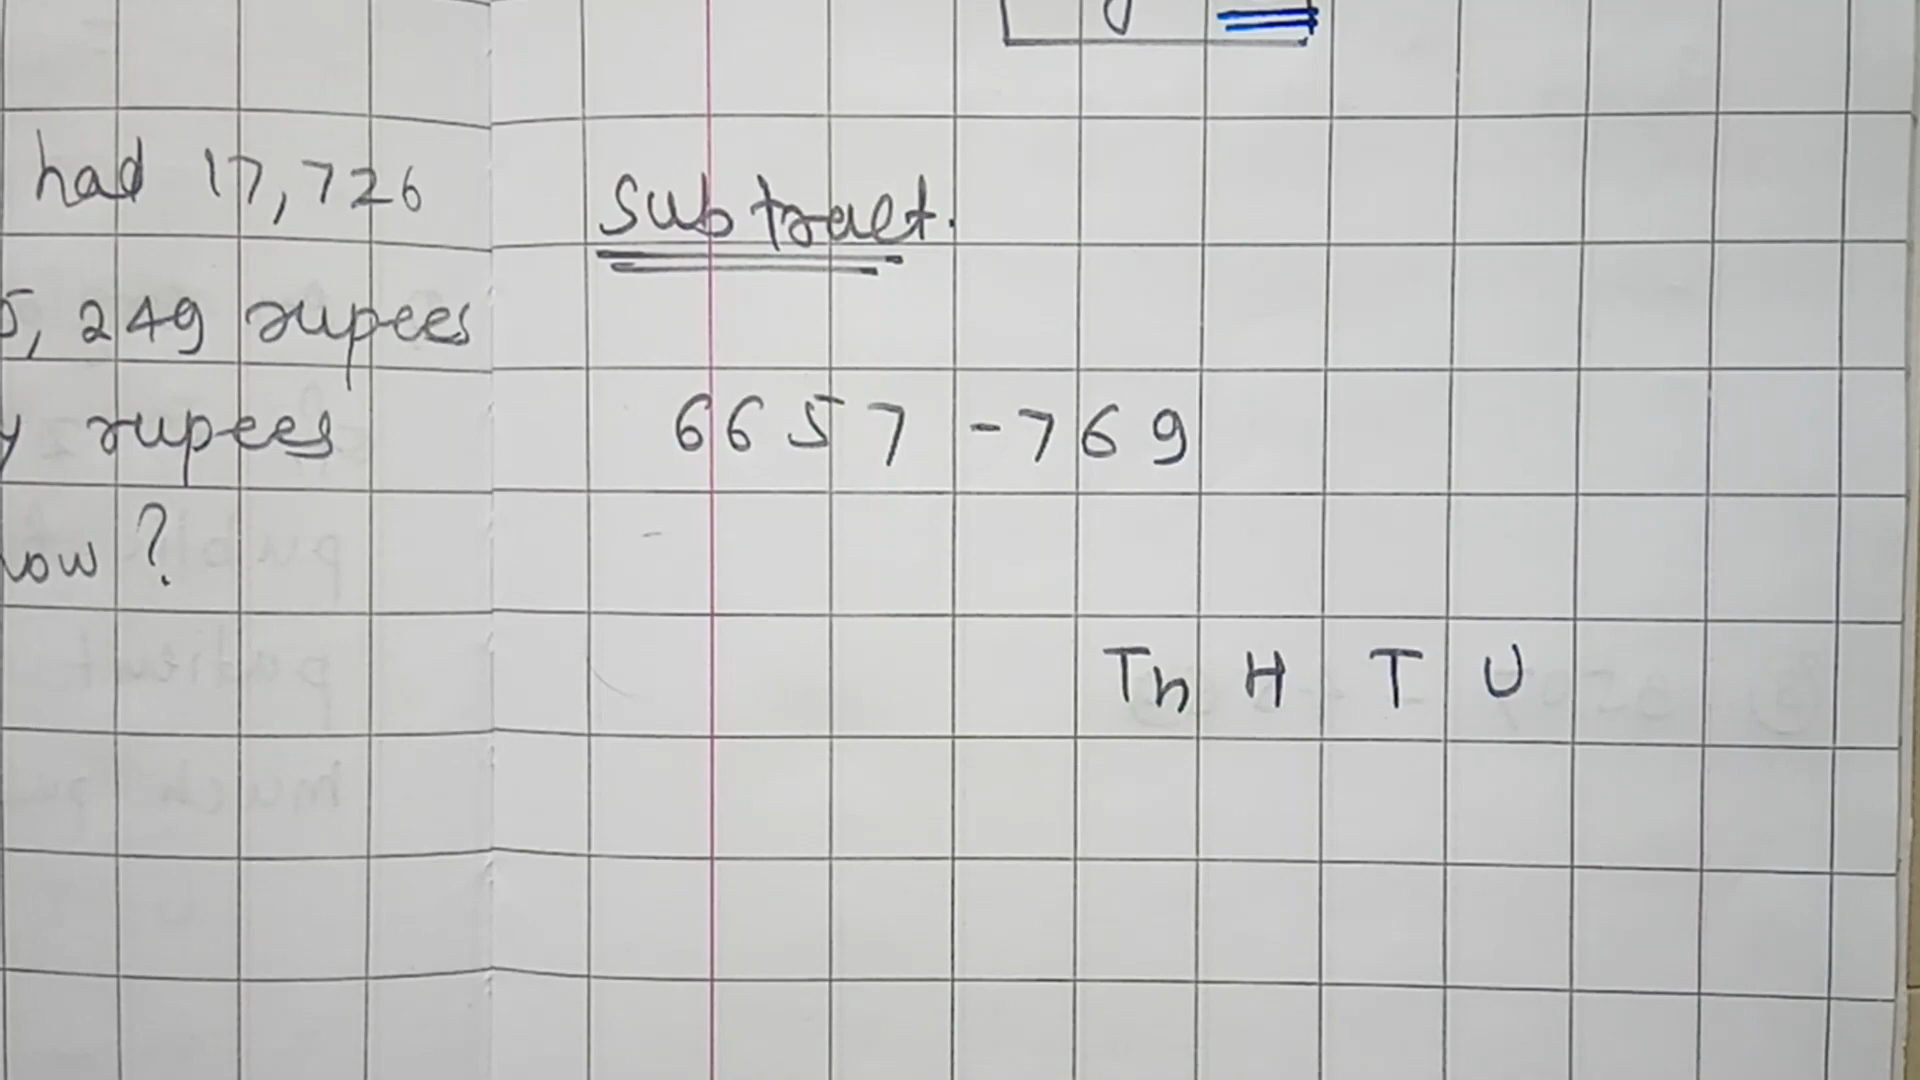 had 17,726
5, 249 rupees
y rupees
now ?
Subtract.
6657 -769
Th H T U